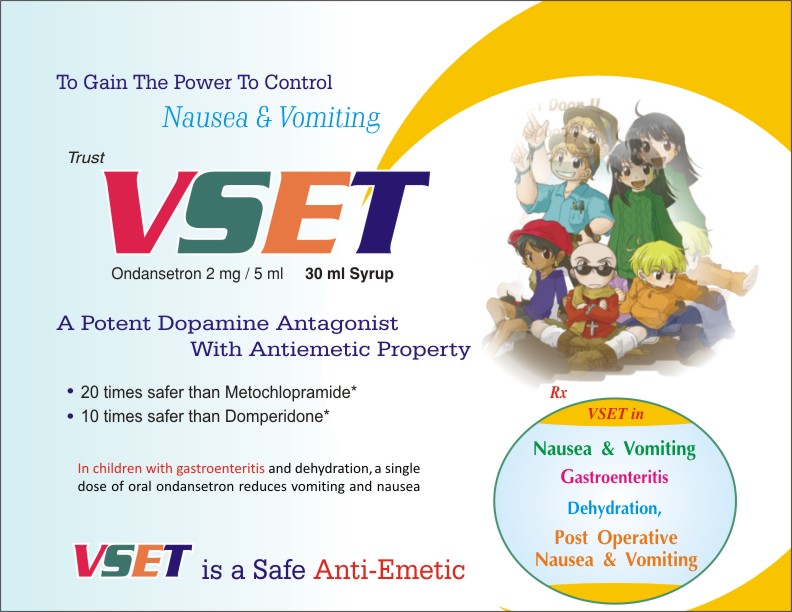 To Gain The Power To Control
Nausea & Vomiting
Trust
VSET
Ondansetron 2 mg / 5 ml 30 ml Syrup
A Potent Dopamine Antagonist
With Antiemetic Property
• 20 times safer than Metochlopramide*
• 10 times safer than Domperidone*
In children with gastroenteritis and dehydration, a single
dose of oral ondansetron reduces vomiting and nausea
VSET is a Safe Anti-Emetic
Rx
VSET in
Nausea & Vomiting
Gastroenteritis
Dehydration,
Post Operative
Nausea & Vomiting